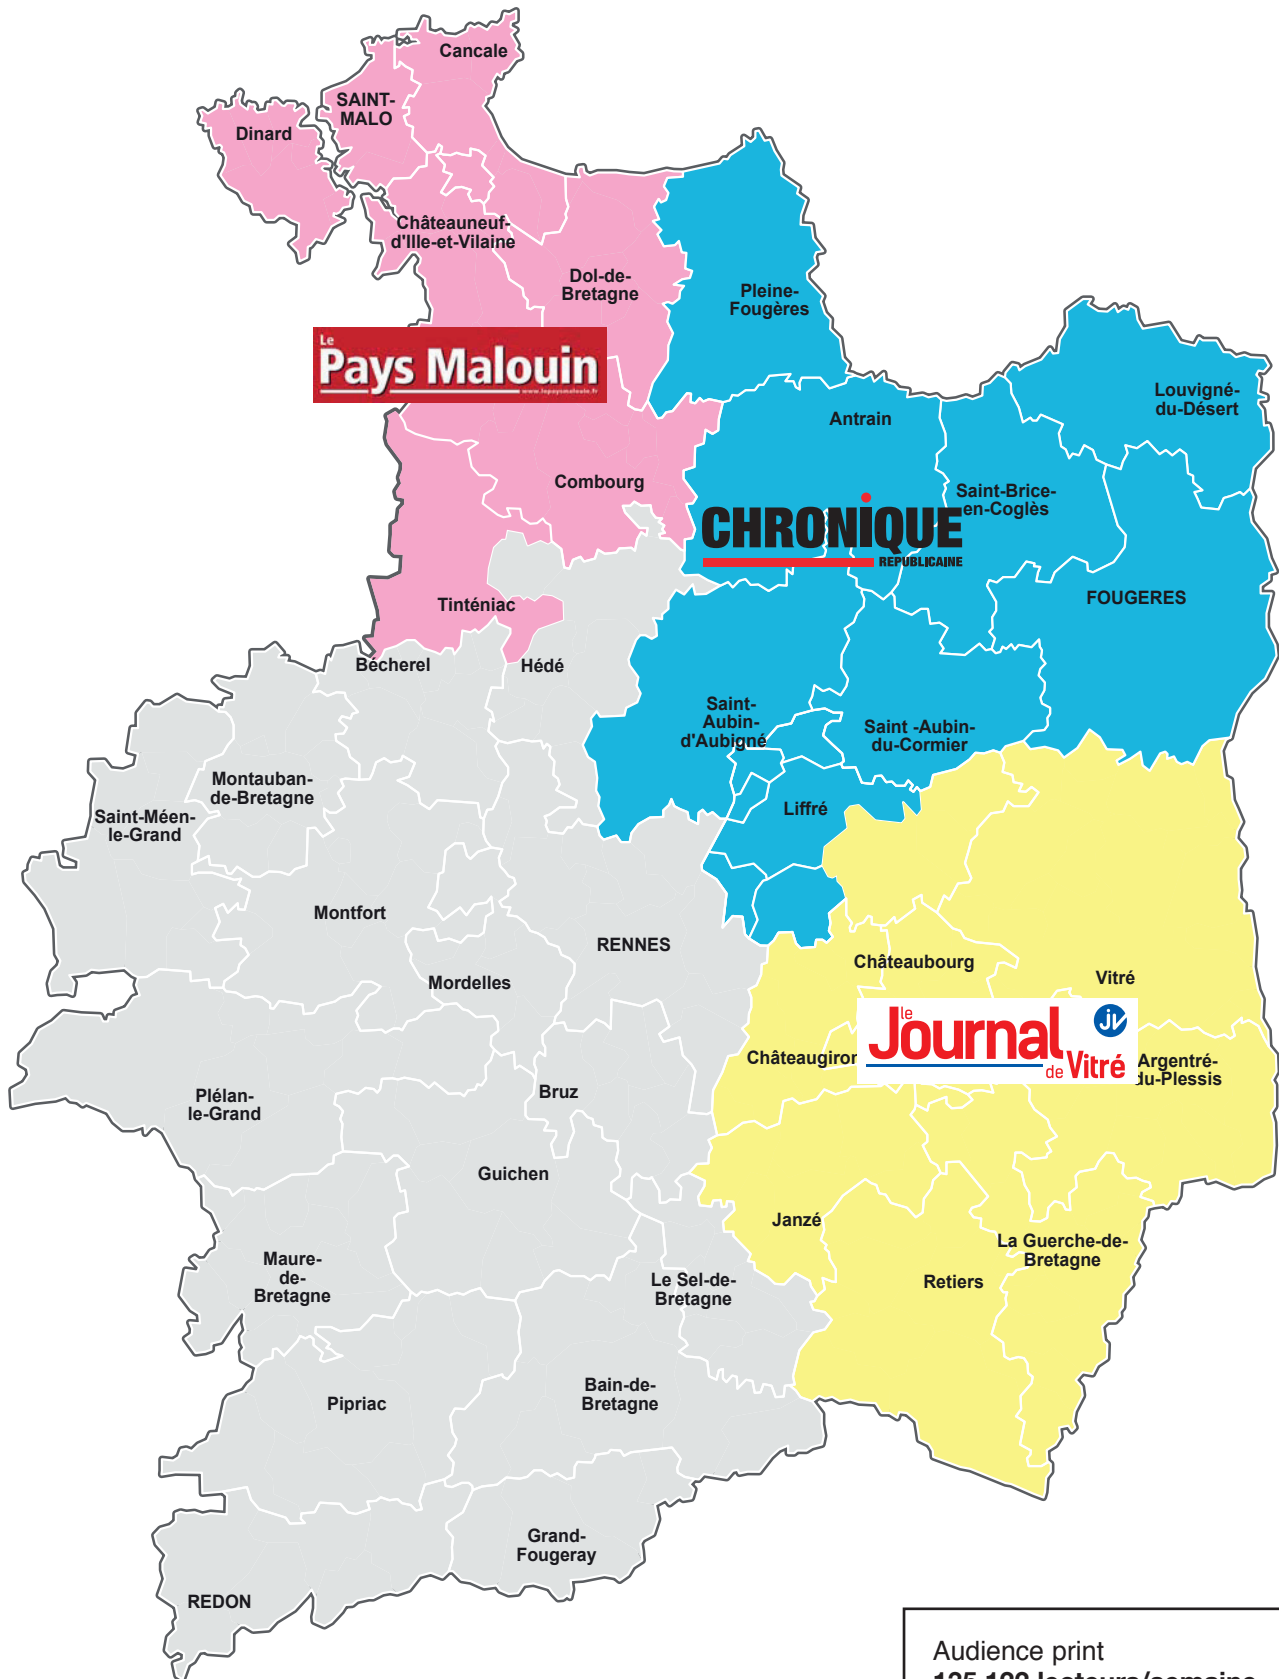 Cancale
SAINT-
MALO
Dinard
Châteauneuf-
d'Ille-et-Vilaine
Dol-de-
Bretagne
Pleine-
Fougères
Le
Pays Malouin
www.lepaysmalouin.fr
Louvigné-
du-Désert
Antrain
Combourg
Saint-Brice-
en-Coglès
CHRONIQUE
REPUBLICAINE
FOUGERES
Tinténiac
Bécherel
Hédé
Saint-
Aubin-
d'Aubigné
Saint -Aubin-
du-Cormier
Montauban-
de-Bretagne
Saint-Méen-
le-Grand
Liffré
Montfort
RENNES
Châteaubourg
Vitré
Mordelles
le
Journal
de Vitré
jv
Châteaugiron
Argentré-
du-Plessis
Plélan-
le-Grand
Bruz
Guichen
Janzé
La Guerche-de-
Bretagne
Maure-
de-
Bretagne
Le Sel-de-
Bretagne
Retiers
Pipriac
Bain-de-
Bretagne
Grand-
Fougeray
REDON
Audience print